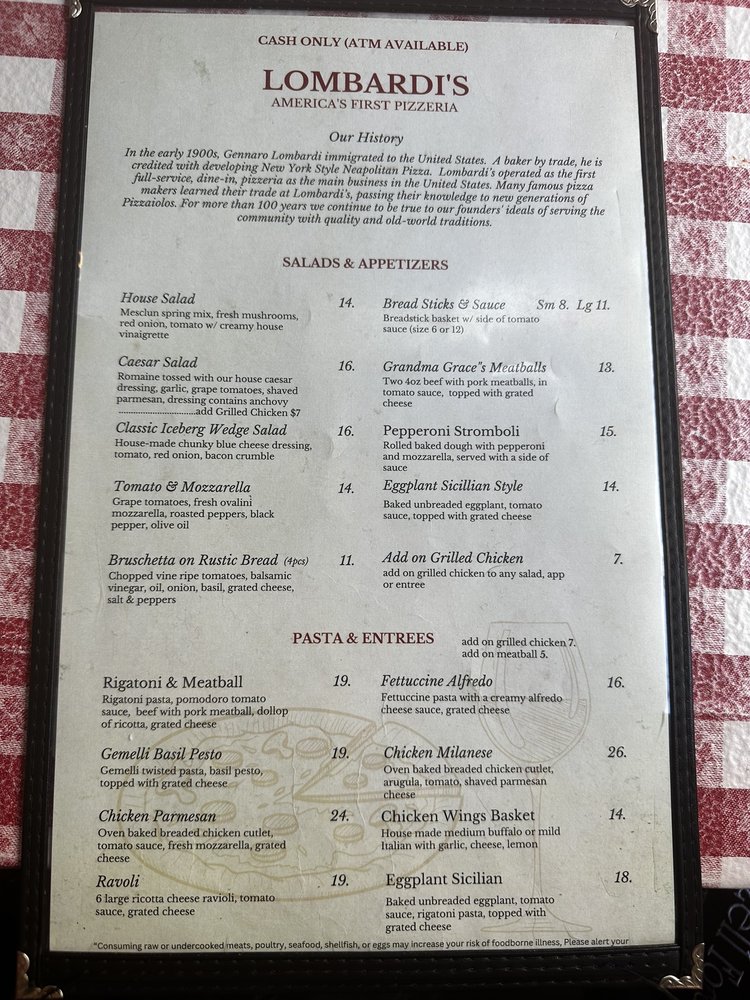 CASH ONLY (ATM AVAILABLE)
LOMBARDI'S
AMERICA'S FIRST PIZZERIA
Our History
In the early 1900s, Gennaro Lombardi immigrated to the United States. A baker by trade, he is
credited with developing New York Style Neapolitan Pizza. Lombardi's operated as the first
full-service, dine-in, pizzeria as the main business in the United States. Many famous pizza
makers learned their trade at Lombardi's, passing their knowledge to new generations of
Pizzaiolos. For more than 100 years we continue to be true to our founders' ideals of serving the
community with quality and old-world traditions.
SALADS & APPETIZERS
House Salad 14.
Mesclun spring mix, fresh mushrooms,
red onion, tomato w/ creamy house
vinaigrette
Caesar Salad 16.
Romaine tossed with our house caesar
dressing, garlic, grape tomatoes, shaved
parmesan, dressing contains anchovy
................................add Grilled Chicken $7
Classic Iceberg Wedge Salad 16.
House-made chunky blue cheese dressing,
tomato, red onion, bacon crumble
Tomato & Mozzarella 14.
Grape tomatoes, fresh ovalini
mozzarella, roasted peppers, black
pepper, olive oil
Bruschetta on Rustic Bread (4pcs) 11.
Chopped vine ripe tomatoes, balsamic
vinegar, oil, onion, basil, grated cheese,
salt & peppers
Bread Sticks & Sauce Sm 8. Lg 11.
Breadstick basket w/ side of tomato
sauce (size 6 or 12)
Grandma Grace"s Meatballs 13.
Two 4oz beef with pork meatballs, in
tomato sauce, topped with grated
cheese
Pepperoni Stromboli 15.
Rolled baked dough with pepperoni
and mozzarella, served with a side of
sauce
Eggplant Sicillian Style 14.
Baked unbreaded eggplant, tomato
sauce, topped with grated cheese
Add on Grilled Chicken 7.
add on grilled chicken to any salad, app
or entree
PASTA & ENTREES
add on grilled chicken 7.
add on meatball 5.
Rigatoni & Meatball 19.
Rigatoni pasta, pomodoro tomato
sauce, beef with pork meatball, dollop
of ricotta, grated cheese
Gemelli Basil Pesto 19.
Gemelli twisted pasta, basil pesto,
topped with grated cheese
Chicken Parmesan 24.
Oven baked breaded chicken cutlet,
tomato sauce, fresh mozzarella, grated
cheese
Ravoli 19.
6 large ricotta cheese ravioli, tomato
sauce, grated cheese
Fettuccine Alfredo 16.
Fettuccine pasta with a creamy alfredo
cheese sauce, grated cheese
Chicken Milanese 26.
Oven baked breaded chicken cutlet,
arugula, tomato, shaved parmesan
cheese
Chicken Wings Basket 14.
House made medium buffalo or mild
Italian with garlic, cheese, lemon
Eggplant Sicilian 18.
Baked unbreaded eggplant, tomato
sauce, rigatoni pasta, topped with
grated cheese
"Consuming raw or undercooked meats, poultry, seafood, shellfish, or eggs may increase your risk of foodborne illness, Please alert your